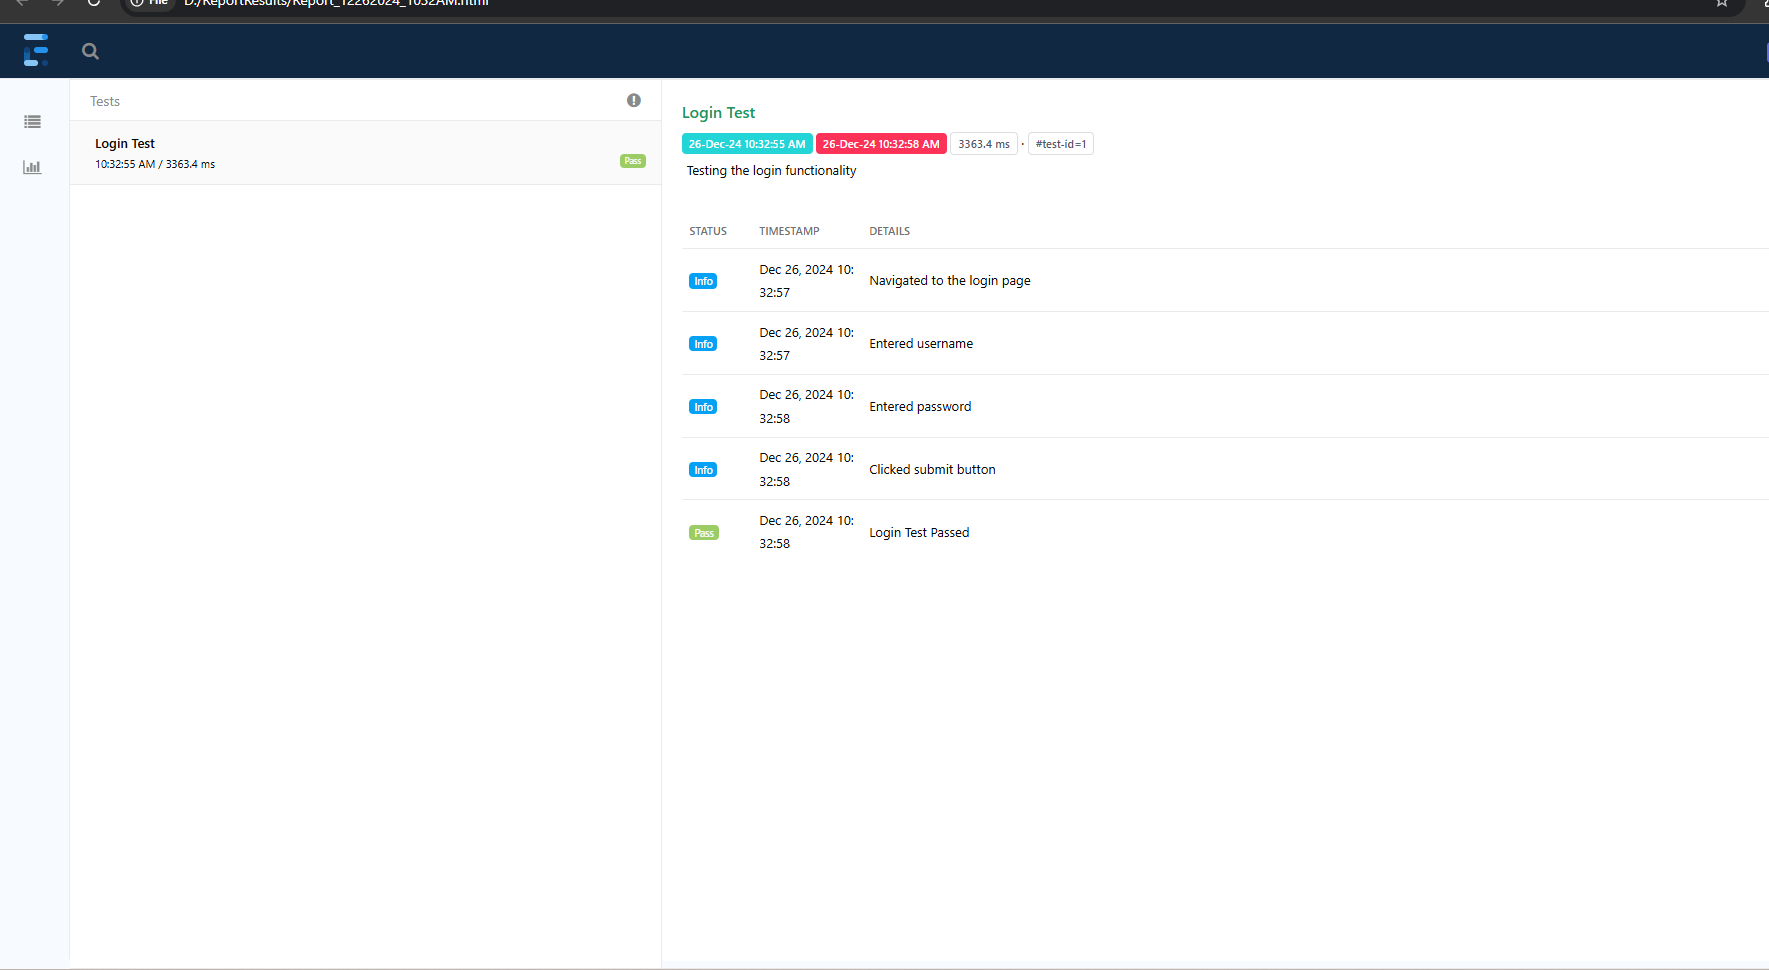 File D:/ReportResults/Report_12262024_1032AM.html
Tests
Login Test
10:32:55 AM / 3363.4 ms
Pass
Login Test
26-Dec-24 10:32:55 AM 26-Dec-24 10:32:58 AM 3363.4 ms · #test-id=1
Testing the login functionality
STATUS TIMESTAMP DETAILS
Info Dec 26, 2024 10:
32:57 Navigated to the login page
Info Dec 26, 2024 10:
32:57 Entered username
Info Dec 26, 2024 10:
32:58 Entered password
Info Dec 26, 2024 10:
32:58 Clicked submit button
Pass Dec 26, 2024 10:
32:58 Login Test Passed